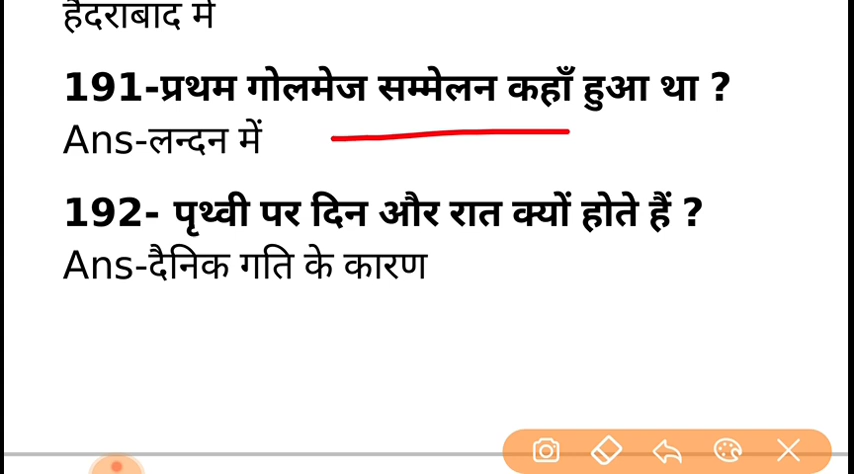 हैदराबाद में
191-प्रथम गोलमेज सम्मेलन कहाँ हुआ था ?
Ans-लन्दन में
192- पृथ्वी पर दिन और रात क्यों होते हैं ?
Ans-दैनिक गति के कारण